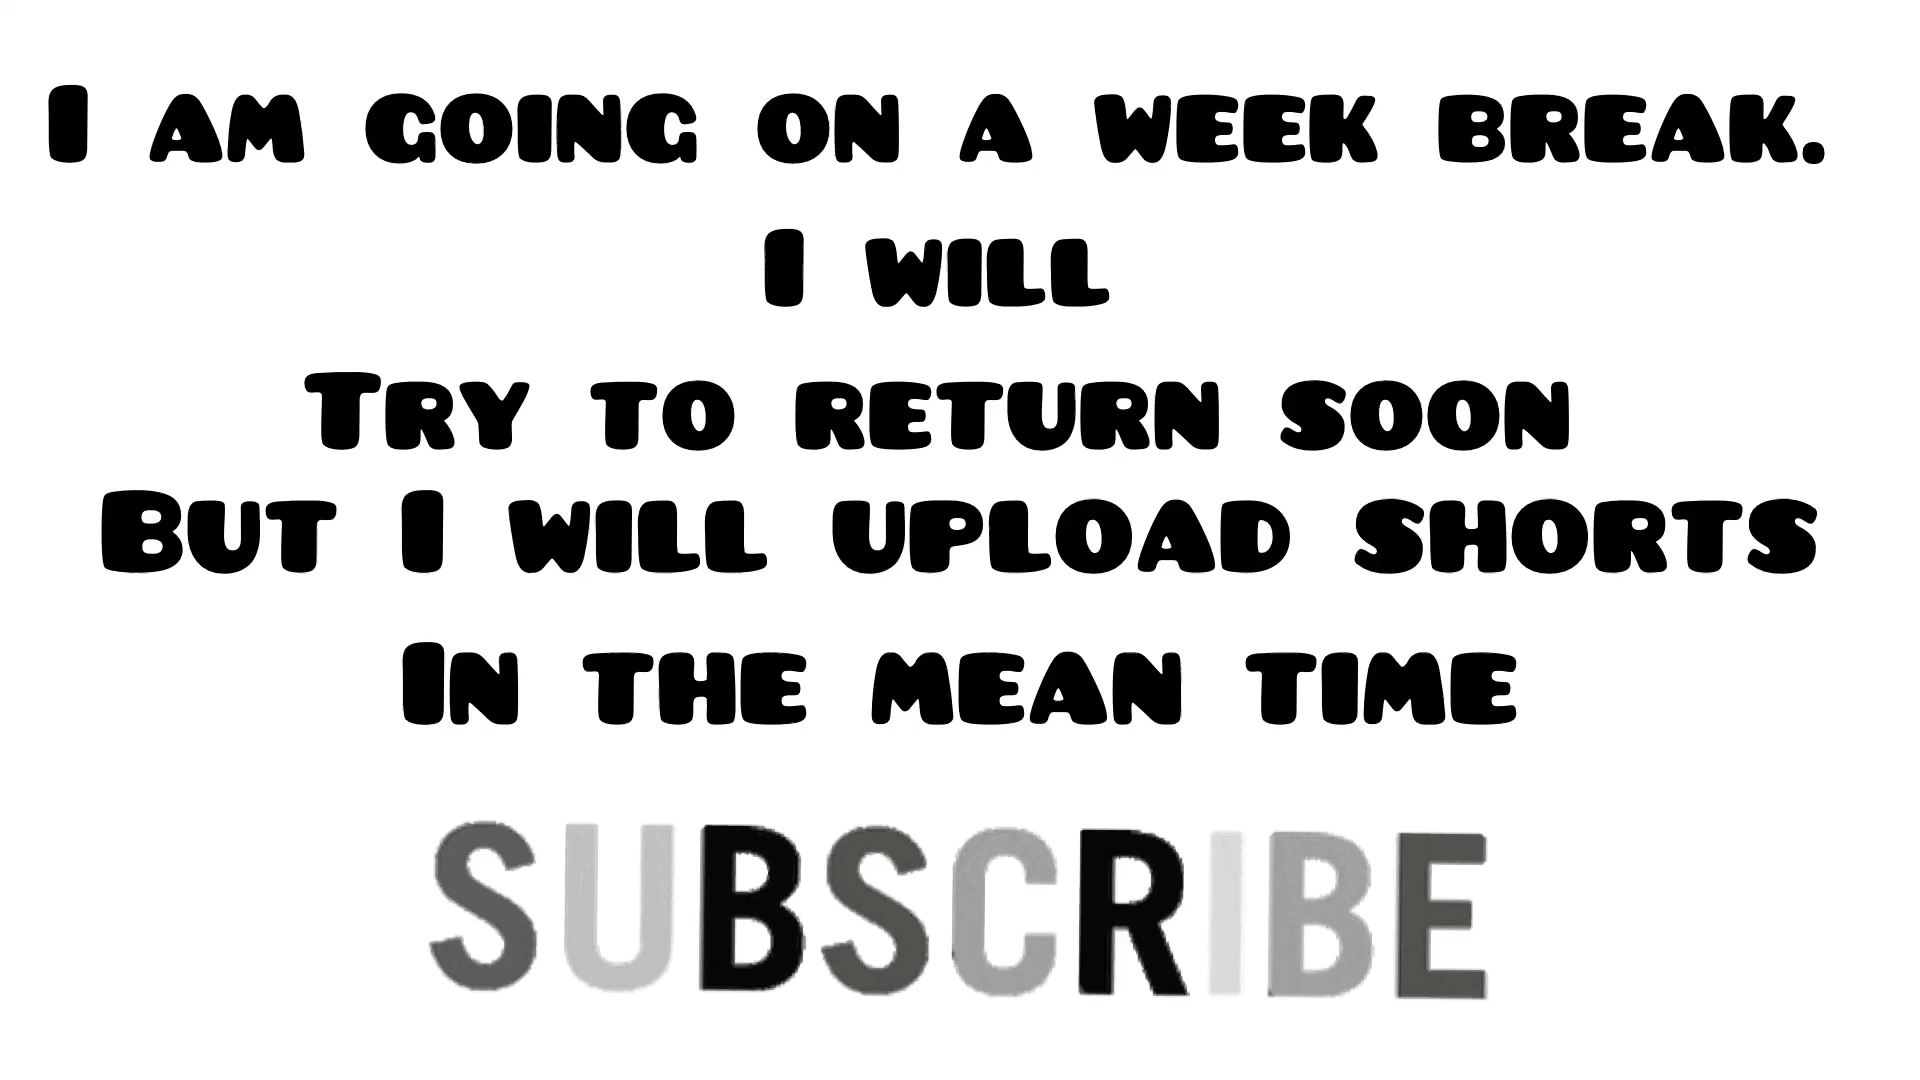 I am going on a week break.
I will
Try to return soon
But I will upload shorts
In the mean time
SUBSCRIBE